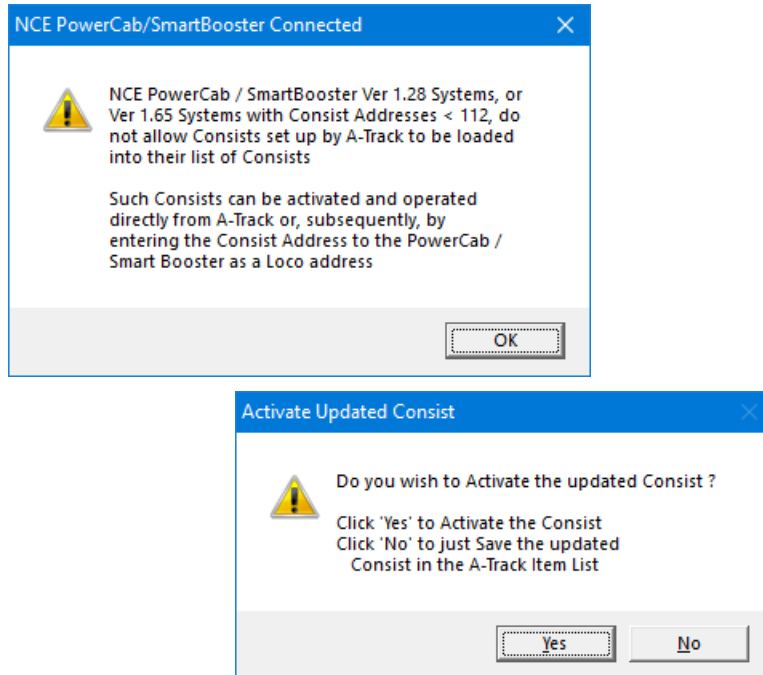 NCE PowerCab/SmartBooster Connected
NCE PowerCab / SmartBooster Ver 1.28 Systems, or
Ver 1.65 Systems with Consist Addresses < 112, do
not allow Consists set up by A-Track to be loaded
into their list of Consists
Such Consists can be activated and operated
directly from A-Track or, subsequently, by
entering the Consist Address to the PowerCab /
Smart Booster as a Loco address
OK
Activate Updated Consist
Do you wish to Activate the updated Consist ?
Click 'Yes' to Activate the Consist
Click 'No' to just Save the updated
Consist in the A-Track Item List
Yes
No